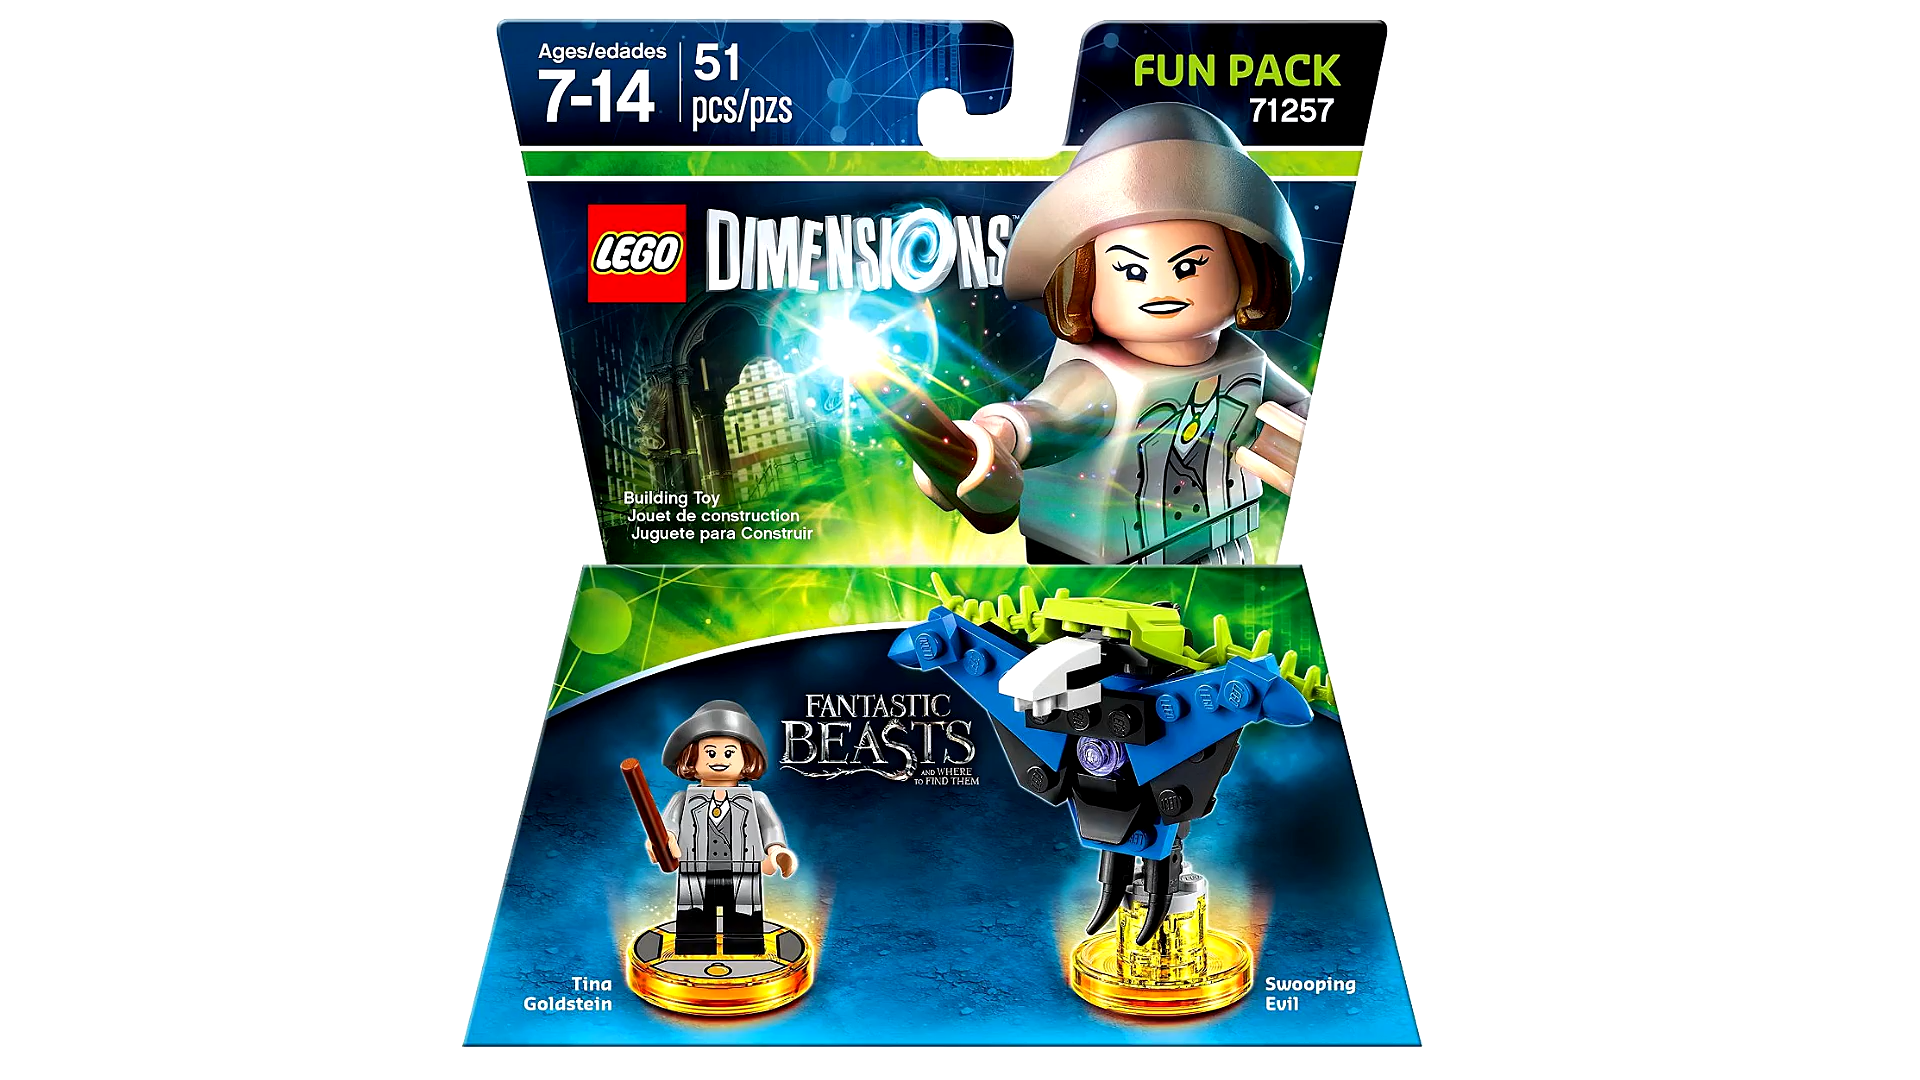 Ages/edades
7-14
51
pcs/pzs
FUN PACK
71257
LEGO
DIMENSIONS™
Building Toy
Jouet de construction
Juguete para Construir
FANTASTIC
BEASTS
AND WHERE
TO FIND THEM
Tina
Goldstein
Swooping
Evil